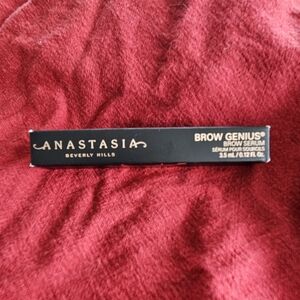 ANASTASIA
BEVERLY HILLS
BROW GENIUS®
BROW SERUM
SÉRUM POUR SOURCILS
3.5 mL / 0.12 fl. Oz.